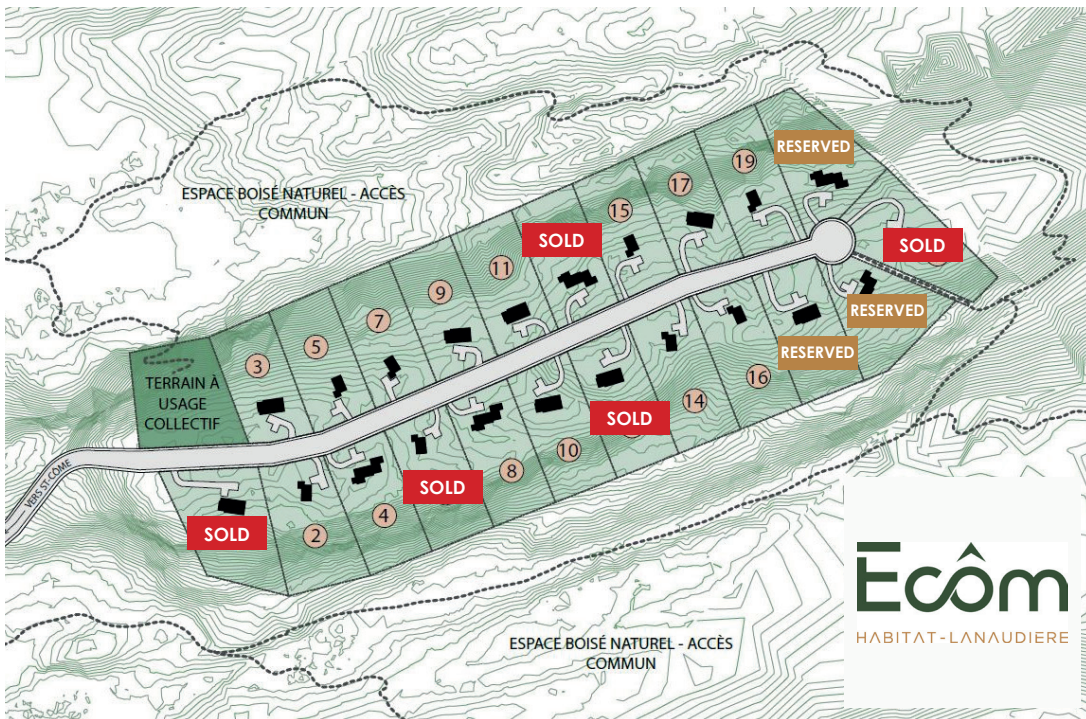 ESPACE BOISÉ NATUREL - ACCÈS
COMMUN
RESERVED
19
17
15
SOLD
11
9
7
5
3
SOLD
RESERVED
RESERVED
TERRAIN À
USAGE
COLLECTIF
VERS ST-CÔME
SOLD
2
4
SOLD
8
10
SOLD
14
16
ESPACE BOISÉ NATUREL - ACCÈS
COMMUN
Ecôm
HABITAT-LANAUDIERE